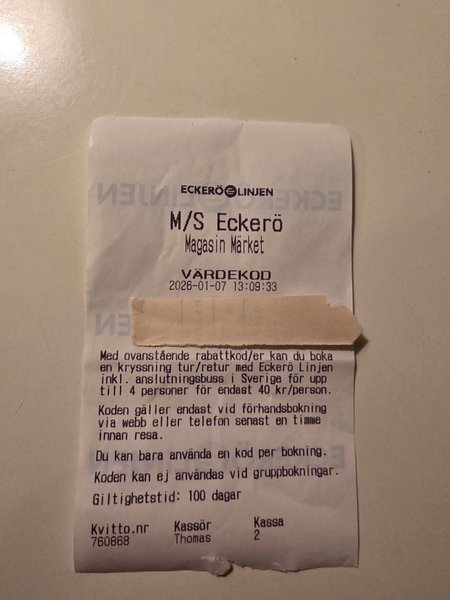 ECKERÖ LINJEN
M/S Eckerö
Magasin Märket
VÄRDEKOD
2026-01-07 13:09:33
Med ovanstående rabattkod/er kan du boka
en kryssning tur/retur med Eckerö Linjen
inkl. anslutningsbuss i Sverige för upp
till 4 personer för endast 40 kr/person.
Koden gäller endast vid förhandsbokning
via webb eller telefon senast en timme
innan resa.
Du kan bara använda en kod per bokning.
Koden kan ej användas vid gruppbokningar.
Giltighetstid: 100 dagar
Kvitto.nr Kassör Kassa
760868 Thomas 2